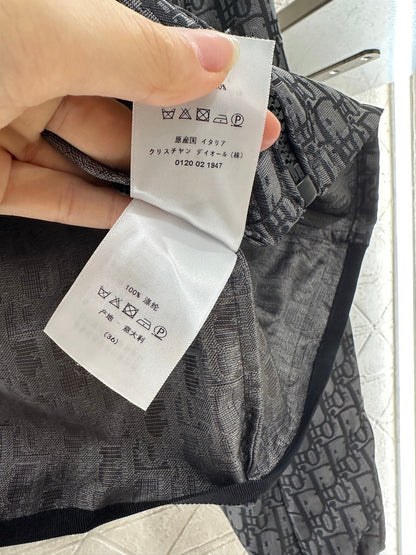 0%
P
原産国 イタリア
クリスチャン ディオール (株)
0120 02 1947
100% 涤纶
P
产地: 意大利
(36)